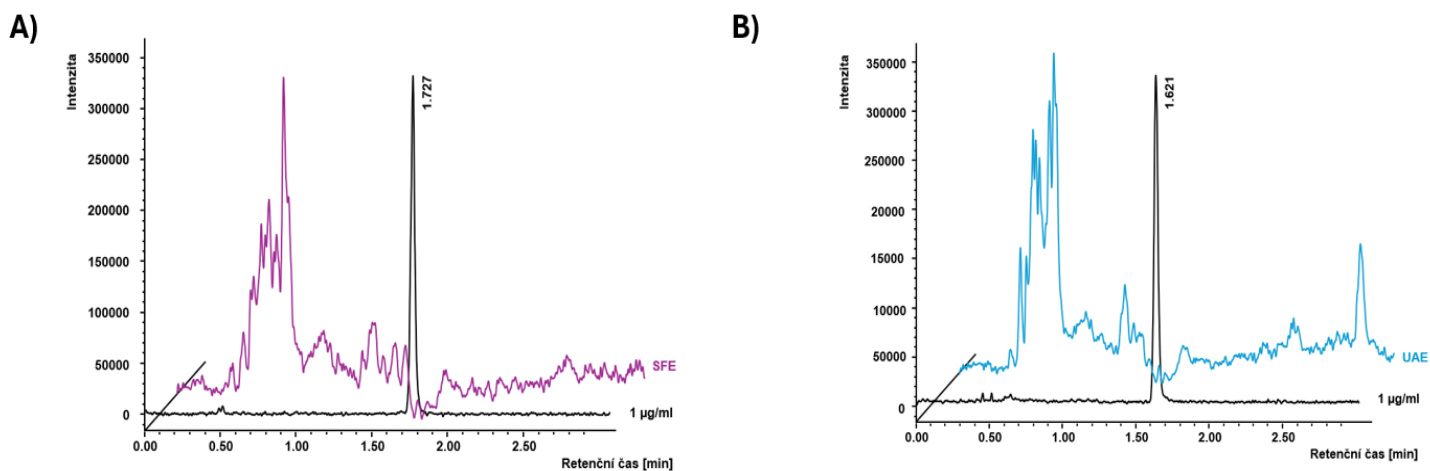 A)
Intenzita
350000
300000
250000
200000
150000
100000
50000
0
1.727
SFE
1 µg/ml
0.00 0.50 1.00 1.50 2.00 2.50
Retenční čas [min]
B)
Intenzita
350000
300000
250000
200000
15000
10000
50000
0
1.621
UAE
1 µg/ml
0.00 0.50 1.00 1.50 2.00 2.50
Retenční čas [min]